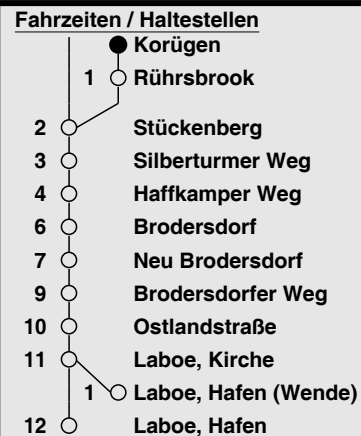 Fahrzeiten / Haltestellen
Korügen
1 Rührsbrook
2 Stückenberg
3 Silberturmer Weg
4 Haffkamper Weg
6 Brodersdorf
7 Neu Brodersdorf
9 Brodersdorfer Weg
10 Ostlandstraße
11 Laboe, Kirche
1 Laboe, Hafen (Wende)
12 Laboe, Hafen